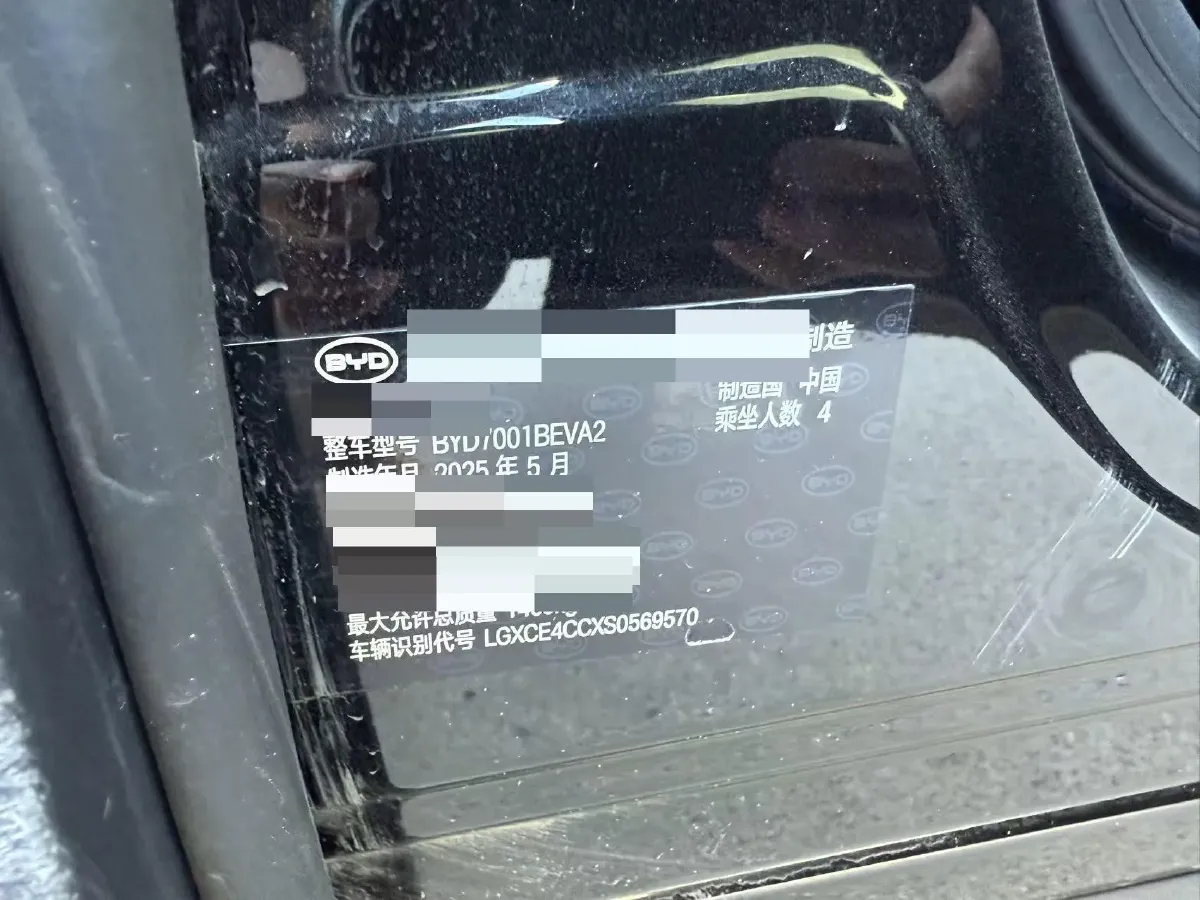 BYD 制造
制造国 中国
乘坐人数 4
整车型号 BYD7001BEVA2
制造年月 2025 年 5 月
最大允许总质量
车辆识别代号 LGXCE4CCXS0569570